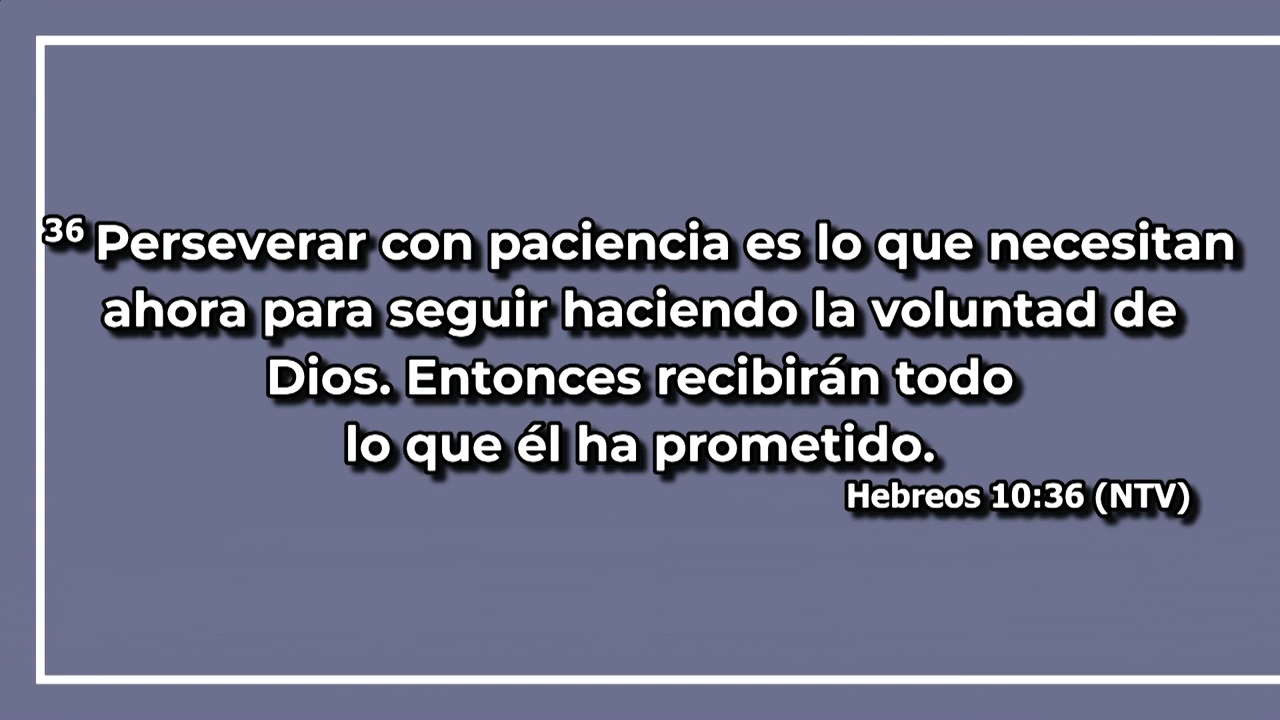 36 Perseverar con paciencia es lo que necesitan
ahora para seguir haciendo la voluntad de
Dios. Entonces recibirán todo
lo que él ha prometido.
Hebreos 10:36 (NTV)